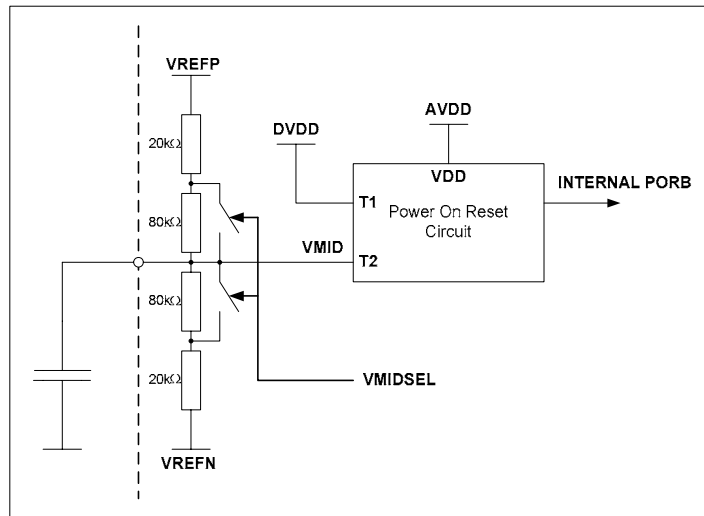 VREFP
DVDD
AVDD
20kΩ
VDD
INTERNAL PORB
T1
Power On Reset
Circuit
80kΩ
VMID
T2
80kΩ
20kΩ
VMIDSEL
VREFN